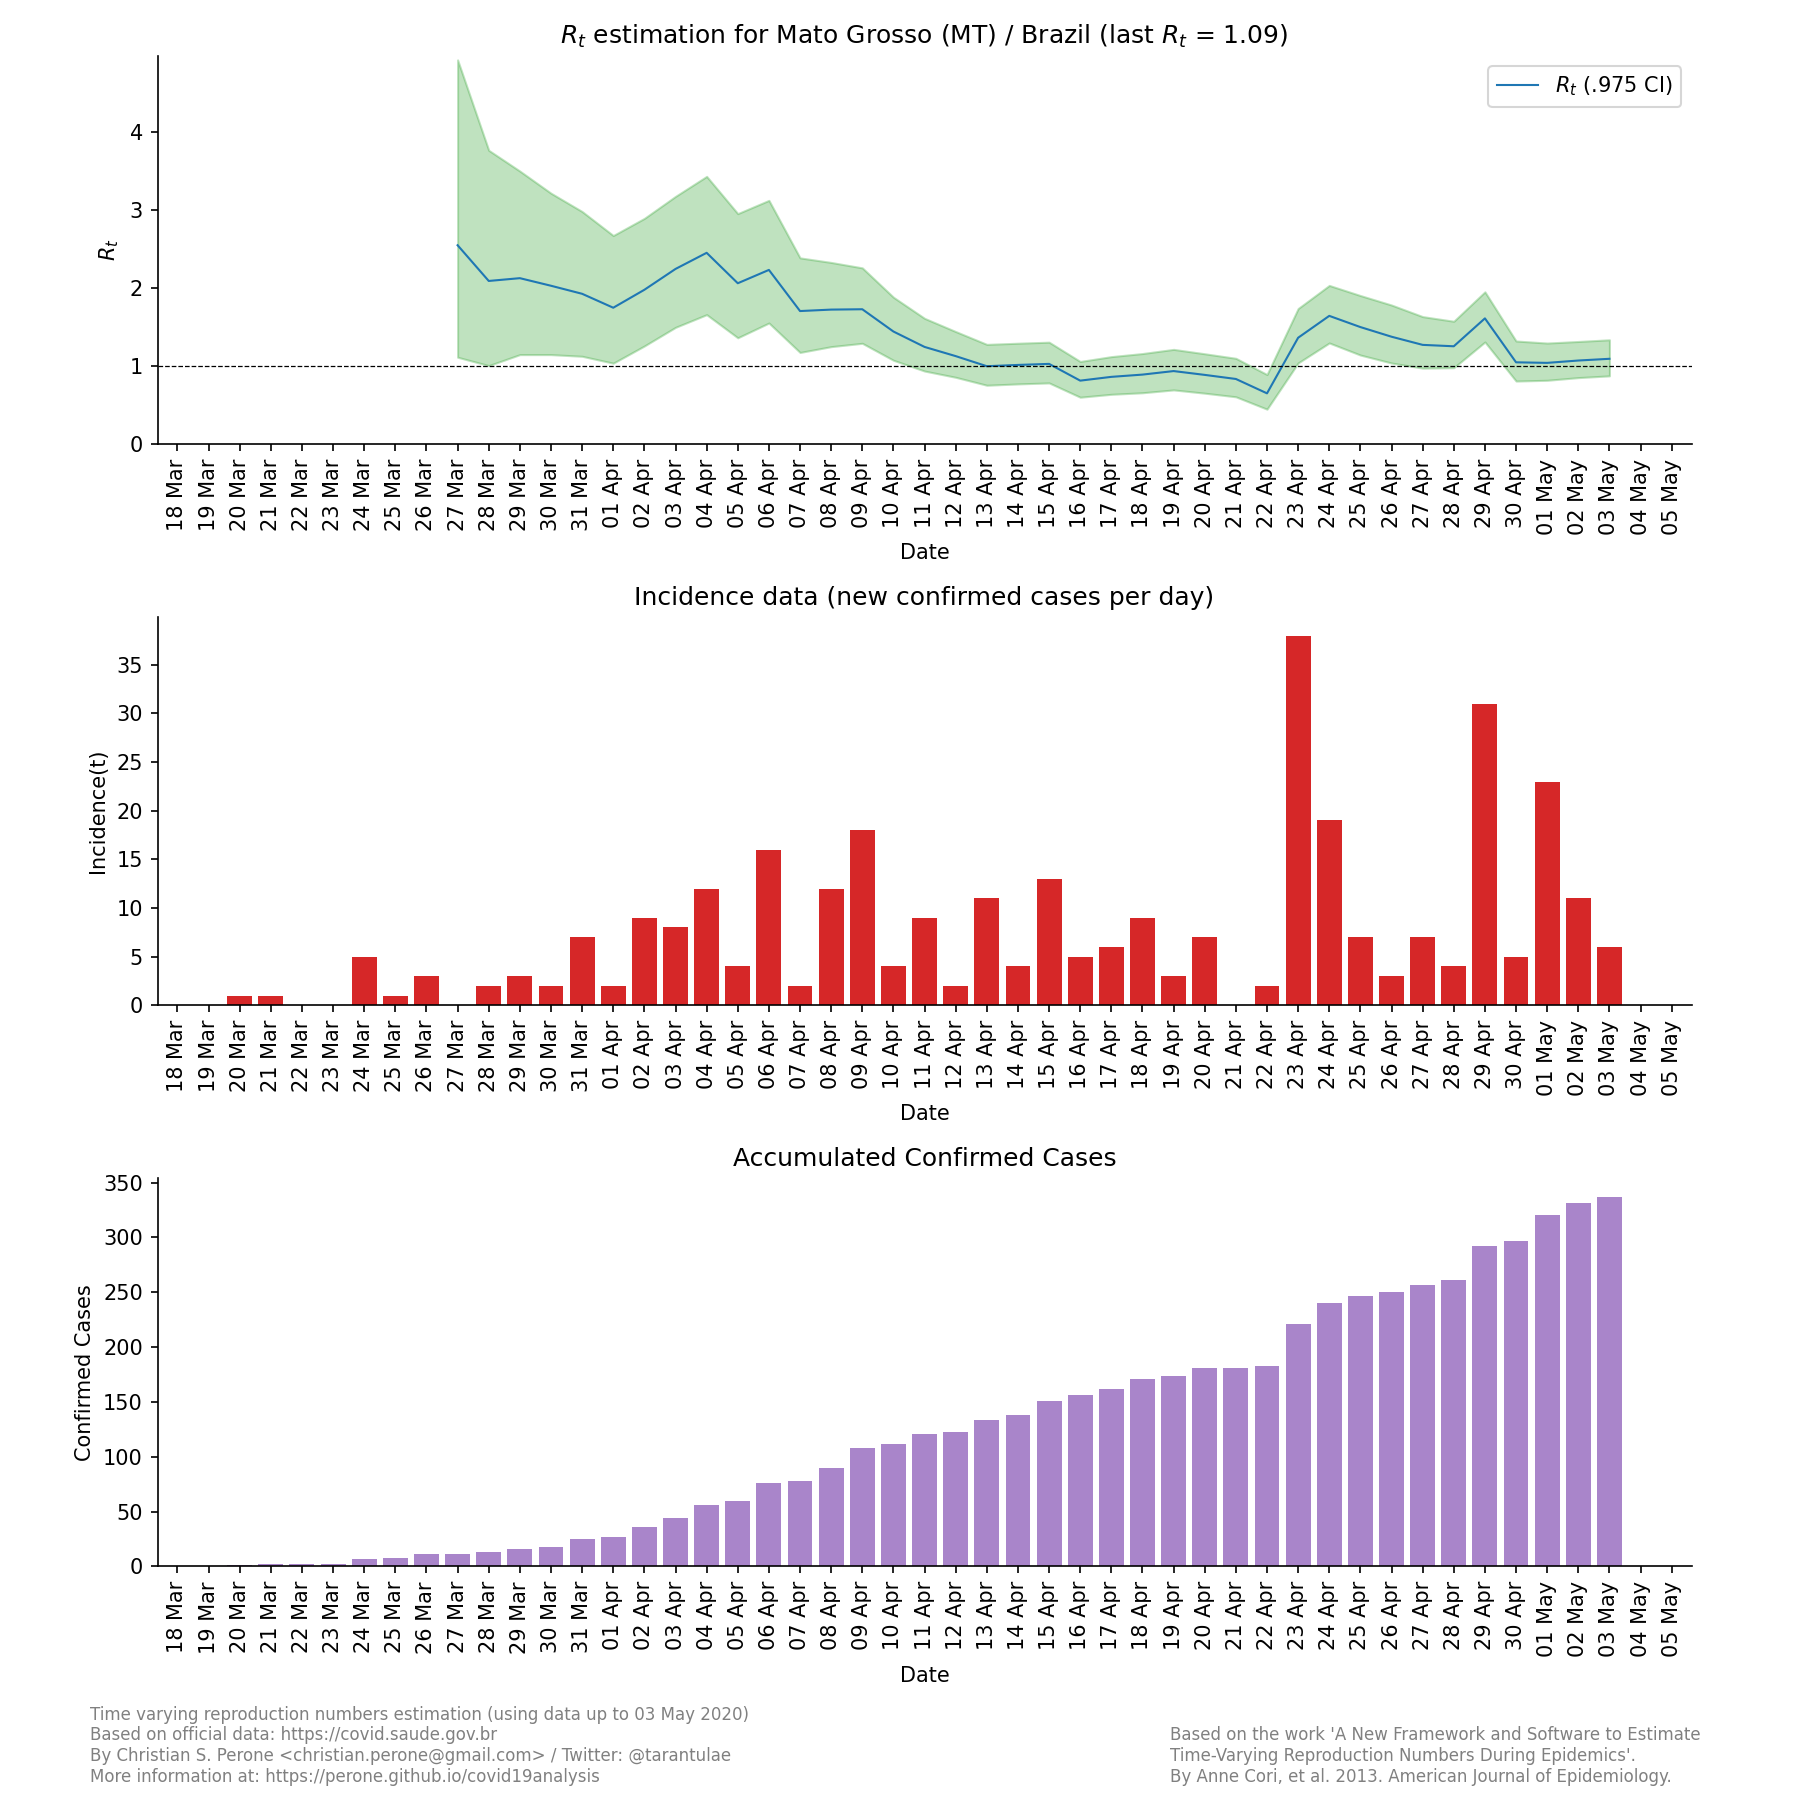 R_t estimation for Mato Grosso (MT) / Brazil (last R_t = 1.09)
R_t (.975 CI)
R_t
4
3
2
1
0
18 Mar 19 Mar 20 Mar 21 Mar 22 Mar 23 Mar 24 Mar 25 Mar 26 Mar 27 Mar 28 Mar 29 Mar 30 Mar 31 Mar 01 Apr 02 Apr 03 Apr 04 Apr 05 Apr 06 Apr 07 Apr 08 Apr 09 Apr 10 Apr 11 Apr 12 Apr 13 Apr 14 Apr 15 Apr 16 Apr 17 Apr 18 Apr 19 Apr 20 Apr 21 Apr 22 Apr 23 Apr 24 Apr 25 Apr 26 Apr 27 Apr 28 Apr 29 Apr 30 Apr 01 May 02 May 03 May 04 May 05 May
Date
Incidence data (new confirmed cases per day)
Incidence(t)
35
30
25
20
15
10
5
0
18 Mar 19 Mar 20 Mar 21 Mar 22 Mar 23 Mar 24 Mar 25 Mar 26 Mar 27 Mar 28 Mar 29 Mar 30 Mar 31 Mar 01 Apr 02 Apr 03 Apr 04 Apr 05 Apr 06 Apr 07 Apr 08 Apr 09 Apr 10 Apr 11 Apr 12 Apr 13 Apr 14 Apr 15 Apr 16 Apr 17 Apr 18 Apr 19 Apr 20 Apr 21 Apr 22 Apr 23 Apr 24 Apr 25 Apr 26 Apr 27 Apr 28 Apr 29 Apr 30 Apr 01 May 02 May 03 May 04 May 05 May
Date
Accumulated Confirmed Cases
Confirmed Cases
350
300
250
200
150
100
50
0
18 Mar 19 Mar 20 Mar 21 Mar 22 Mar 23 Mar 24 Mar 25 Mar 26 Mar 27 Mar 28 Mar 29 Mar 30 Mar 31 Mar 01 Apr 02 Apr 03 Apr 04 Apr 05 Apr 06 Apr 07 Apr 08 Apr 09 Apr 10 Apr 11 Apr 12 Apr 13 Apr 14 Apr 15 Apr 16 Apr 17 Apr 18 Apr 19 Apr 20 Apr 21 Apr 22 Apr 23 Apr 24 Apr 25 Apr 26 Apr 27 Apr 28 Apr 29 Apr 30 Apr 01 May 02 May 03 May 04 May 05 May
Date
Time varying reproduction numbers estimation (using data up to 03 May 2020)
Based on official data: https://covid.saude.gov.br
By Christian S. Perone <christian.perone@gmail.com> / Twitter: @tarantulae
More information at: https://perone.github.io/covid19analysis
Based on the work 'A New Framework and Software to Estimate
Time-Varying Reproduction Numbers During Epidemics'.
By Anne Cori, et al. 2013. American Journal of Epidemiology.